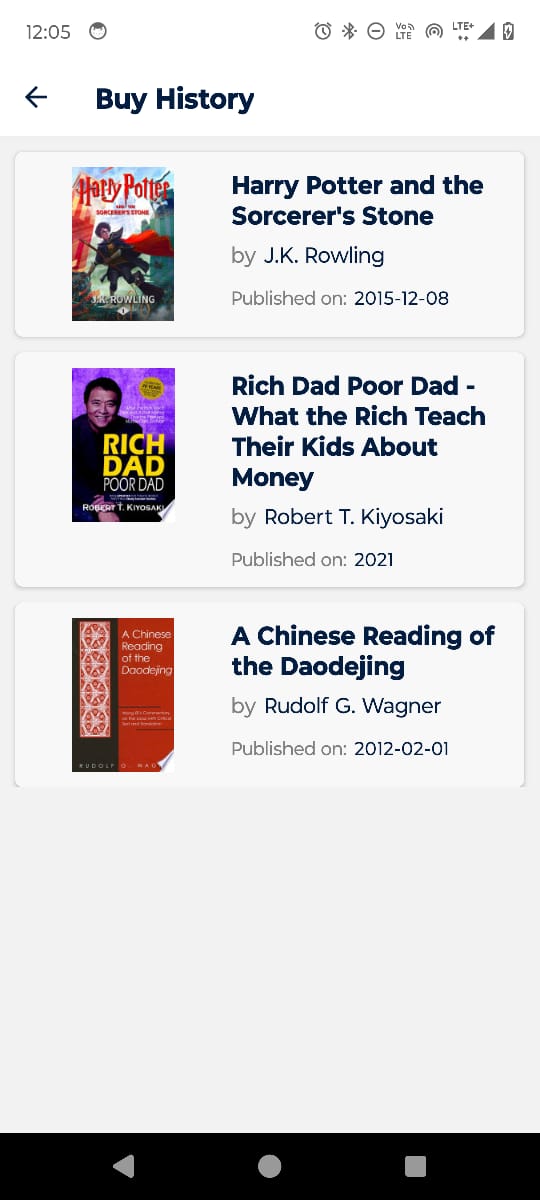 12:05
Vo LTE
LTE+
Buy History
Harry Potter
AND THE
SORCERER'S STONE
J.K. ROWLING
1
Harry Potter and the
Sorcerer's Stone
by J.K. Rowling
Published on: 2015-12-08
RICH
DAD
POOR DAD
ROBERT T. KIYOSAKI
Rich Dad Poor Dad -
What the Rich Teach
Their Kids About
Money
by Robert T. Kiyosaki
Published on: 2021
A Chinese
Reading
of the
Daodejing
RUDOLF G. WAG
A Chinese Reading of
the Daodejing
by Rudolf G. Wagner
Published on: 2012-02-01